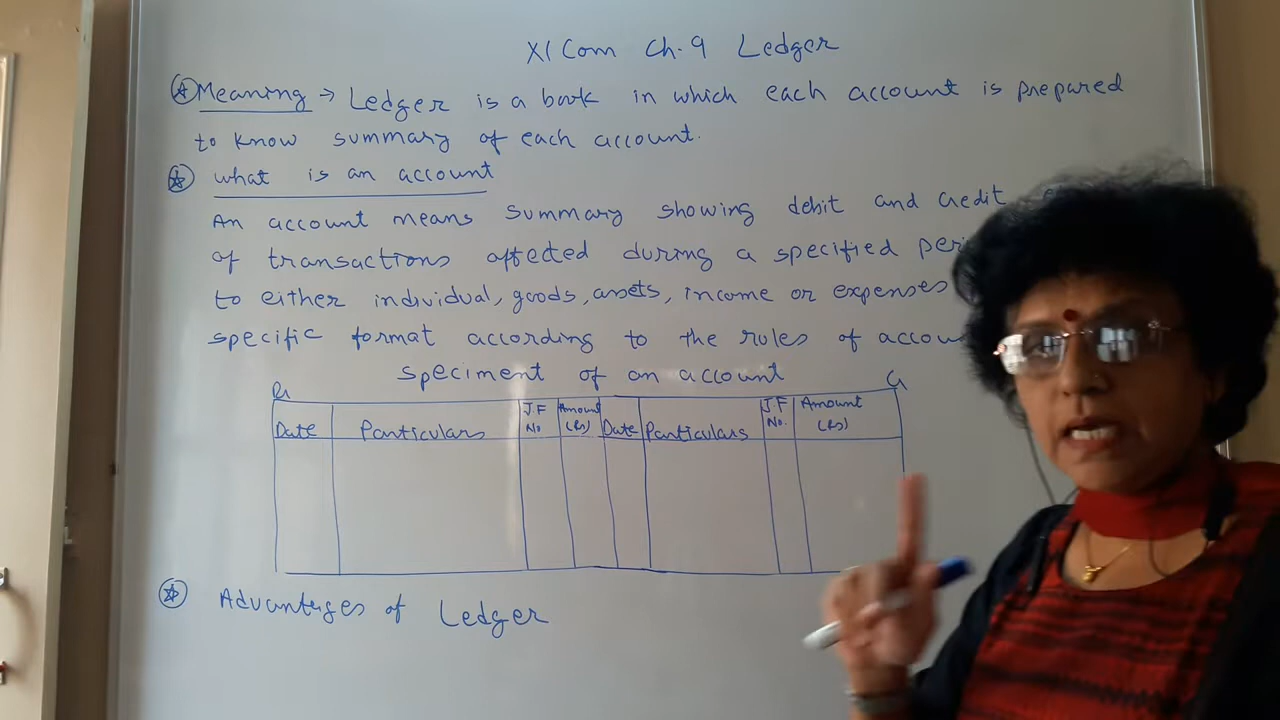 XI Com Ch.9 Ledger
Meaning → Ledger is a book in which each account is prepared
to know summary of each account.
what is an account
An account means summary showing debit and credit
of transactions affected during a specified
to either individual, goods, assets, income or expenses
specific format according to the rules of
speciment of an account
Dr Cr
Date Particulars J.F No. Amount (Rs) Date Particulars J.F No. Amount (Rs)
Advantages of Ledger